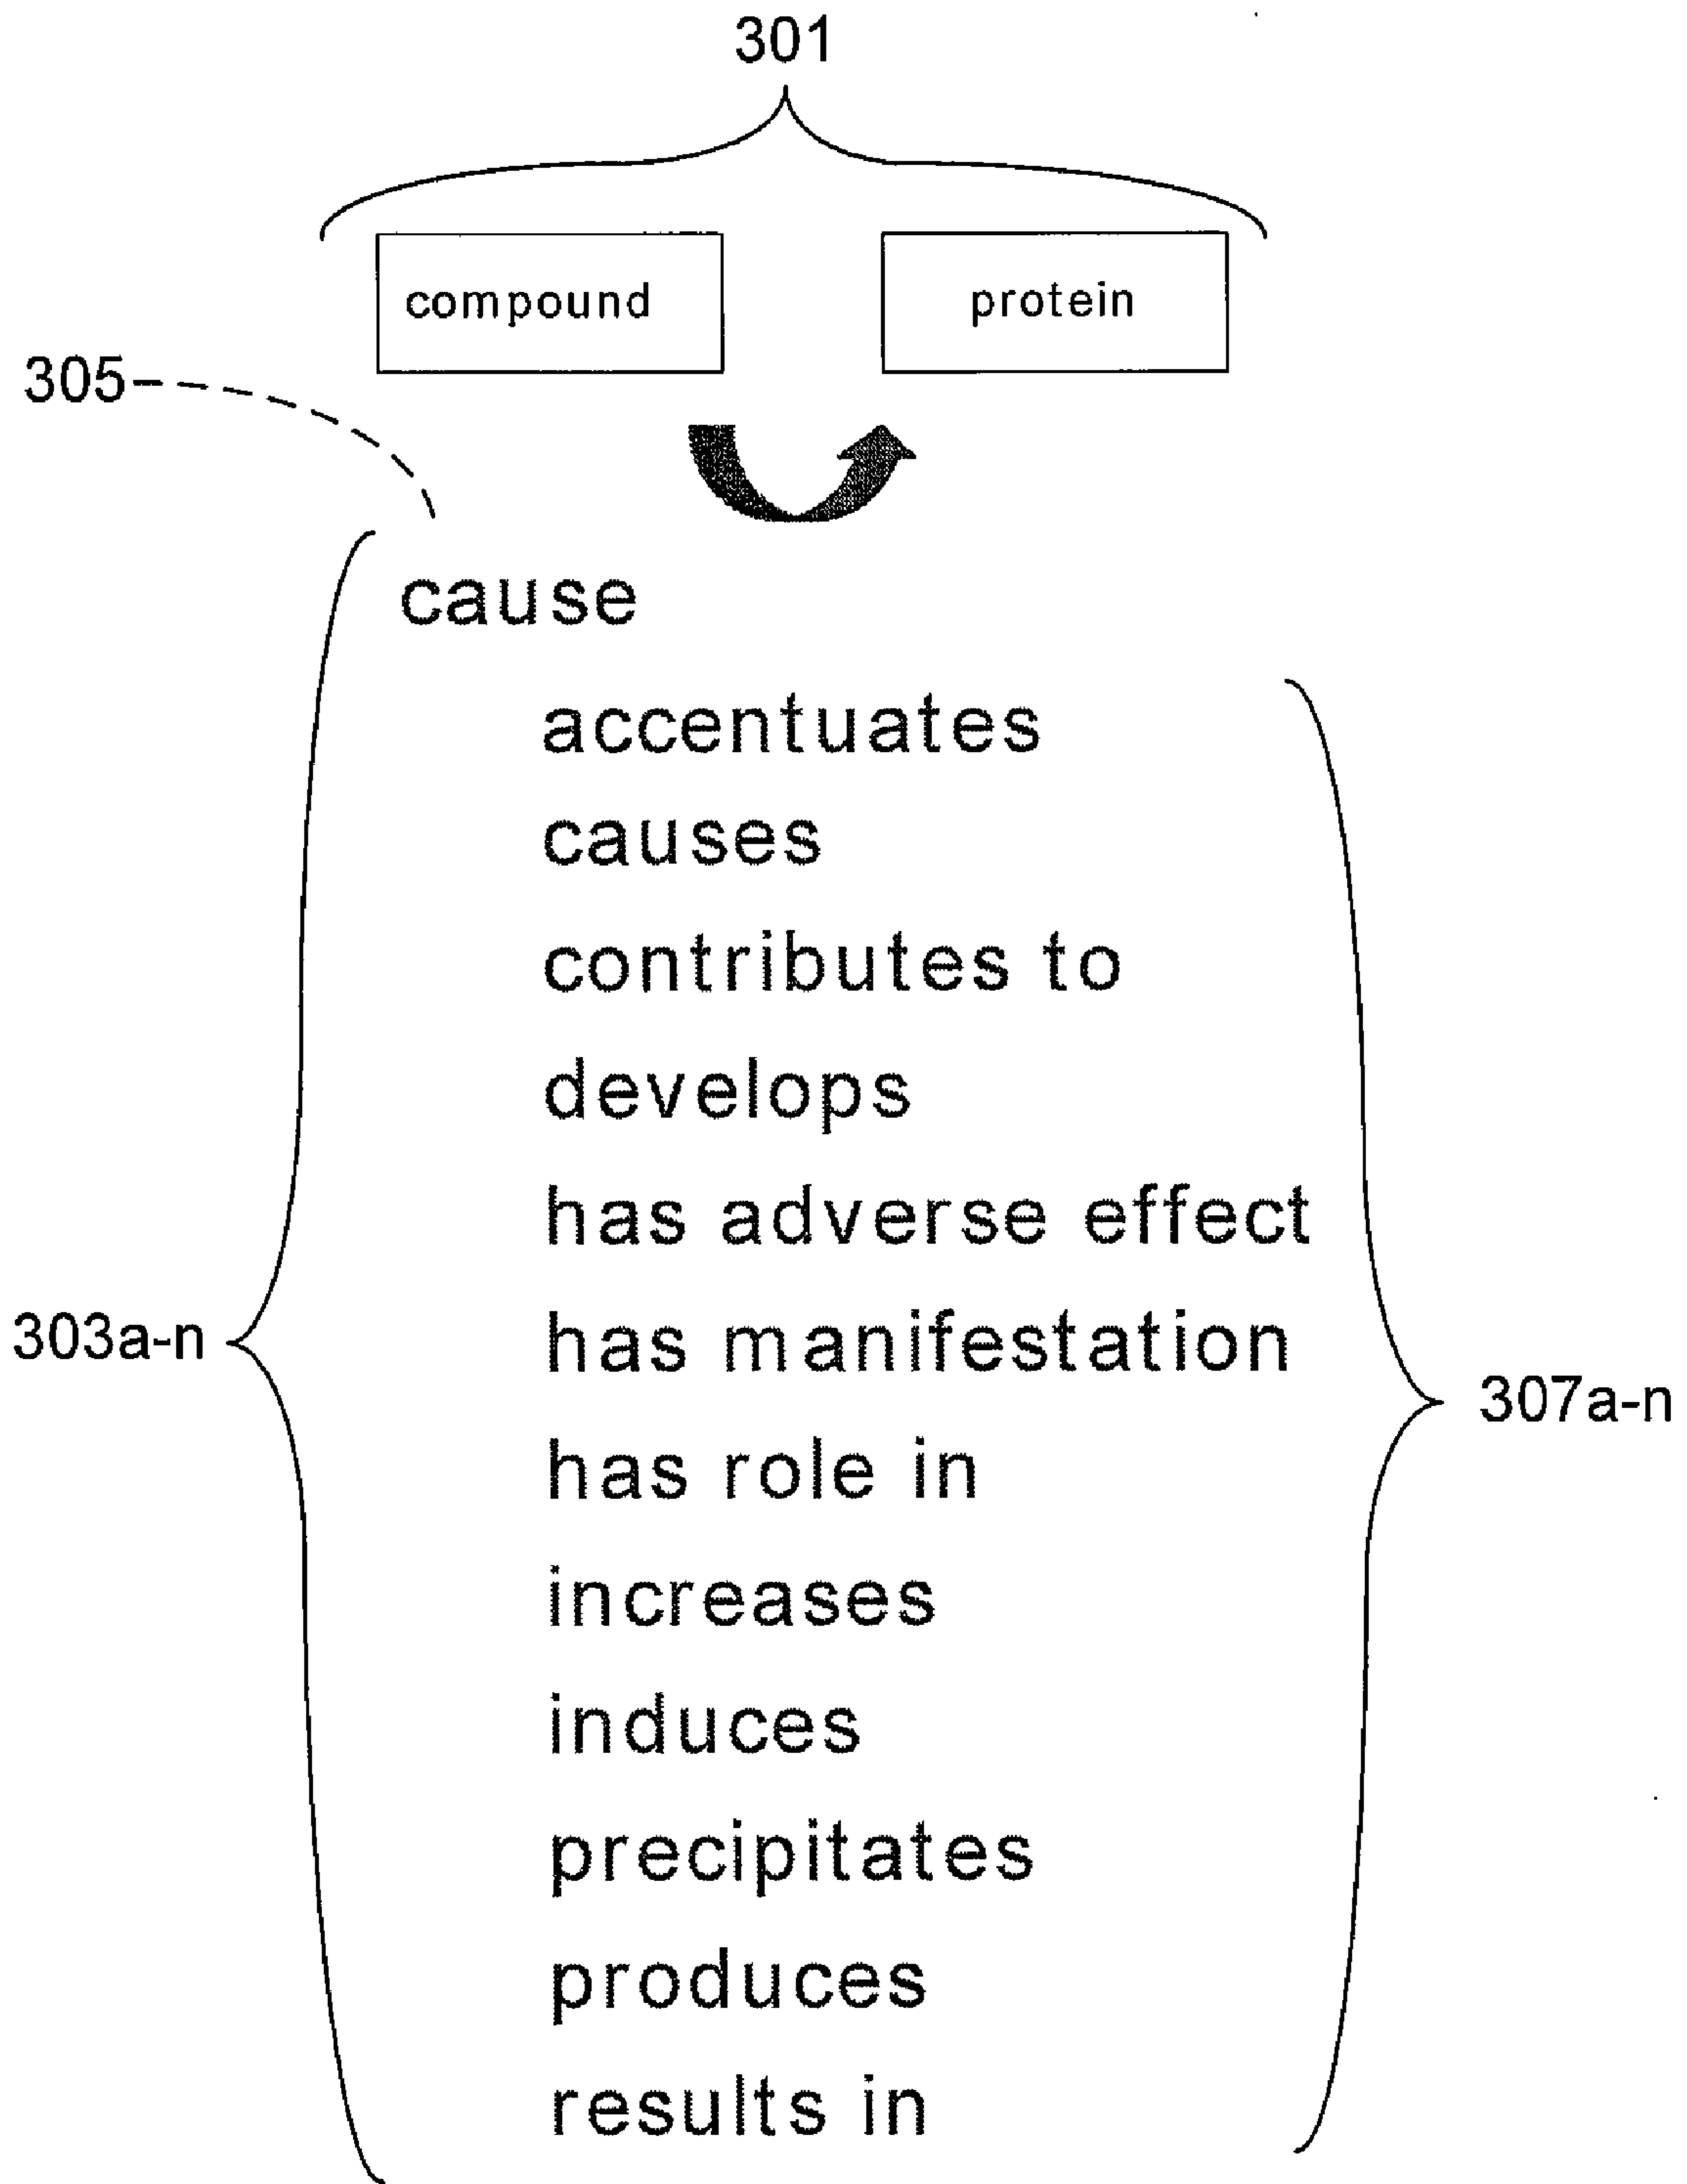 301
compound protein
305
cause
accentuates
causes
contributes to
develops
has adverse effect
has manifestation
303a-n
307a-n
has role in
increases
induces
precipitates
produces
results in